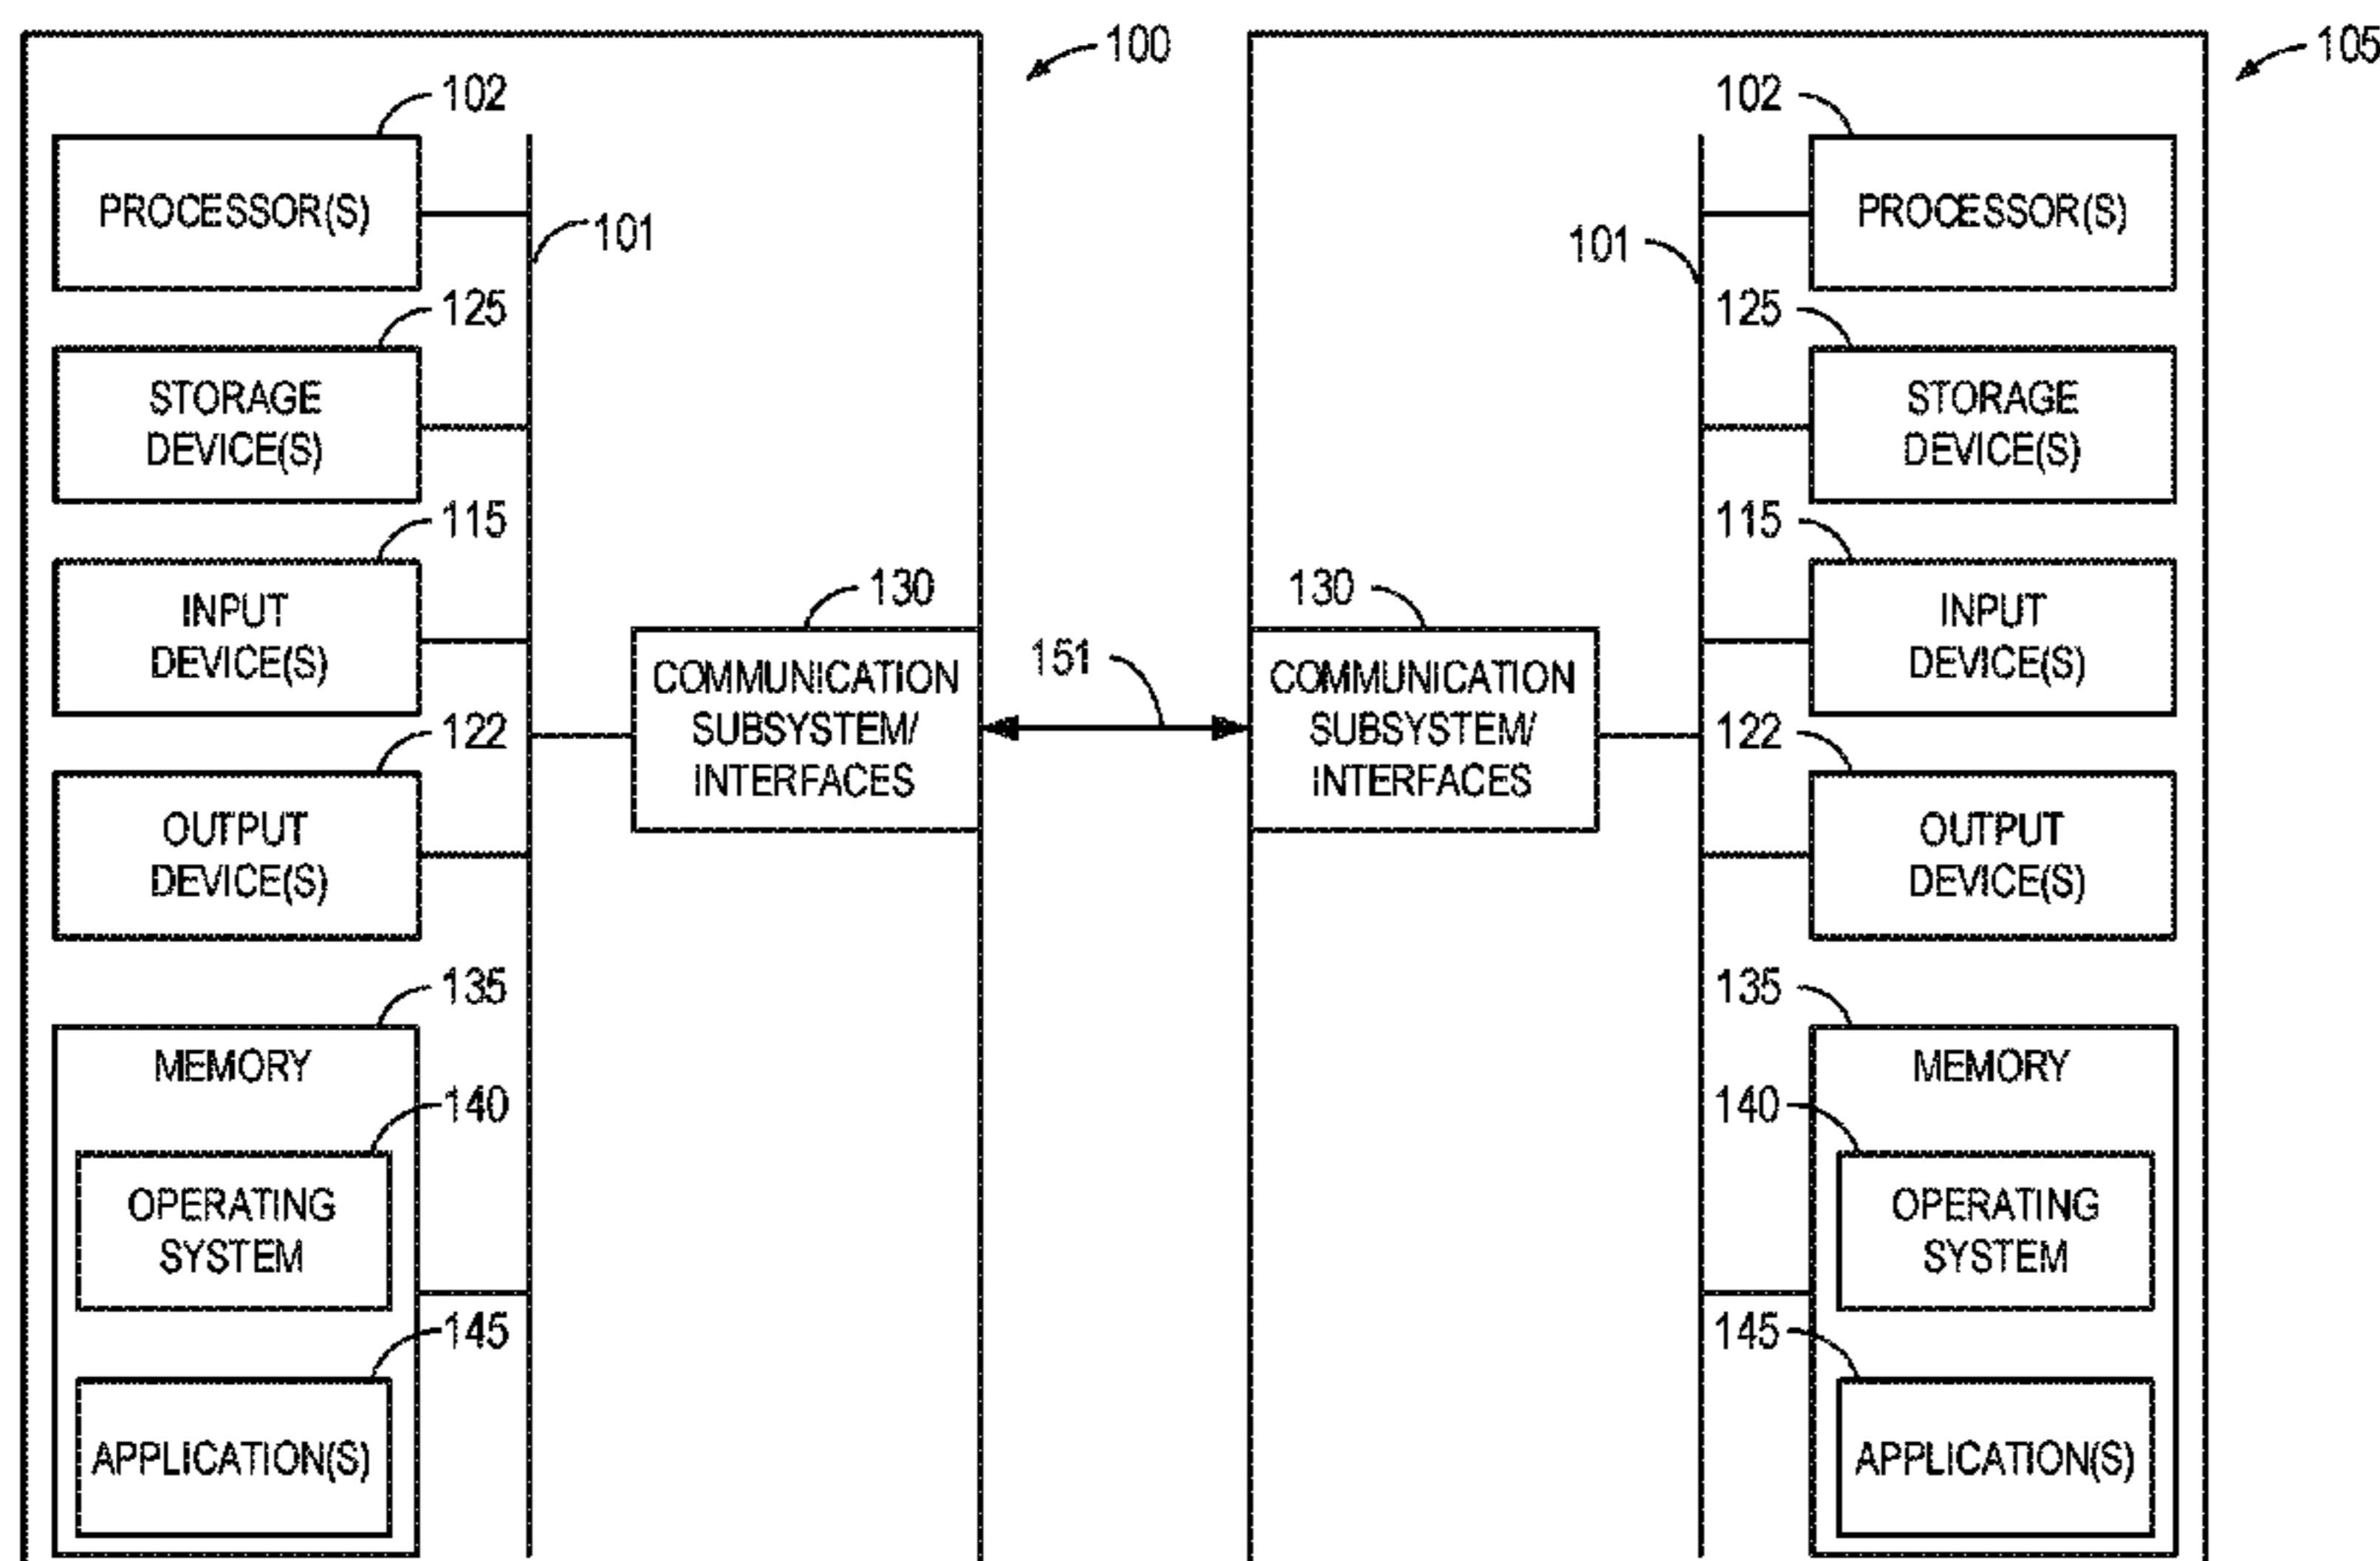 100
102
PROCESSOR(S)
101
125
STORAGE
DEVICE(S)
115
INPUT
DEVICE(S)
130
COMMUNICATION
SUBSYSTEM/
INTERFACES
122
OUTPUT
DEVICE(S)
135
MEMORY
140
OPERATING
SYSTEM
145
APPLICATION(S)
151
105
102
PROCESSOR(S)
101
125
STORAGE
DEVICE(S)
115
INPUT
DEVICE(S)
130
COMMUNICATION
SUBSYSTEM/
INTERFACES
122
OUTPUT
DEVICE(S)
135
MEMORY
140
OPERATING
SYSTEM
145
APPLICATION(S)